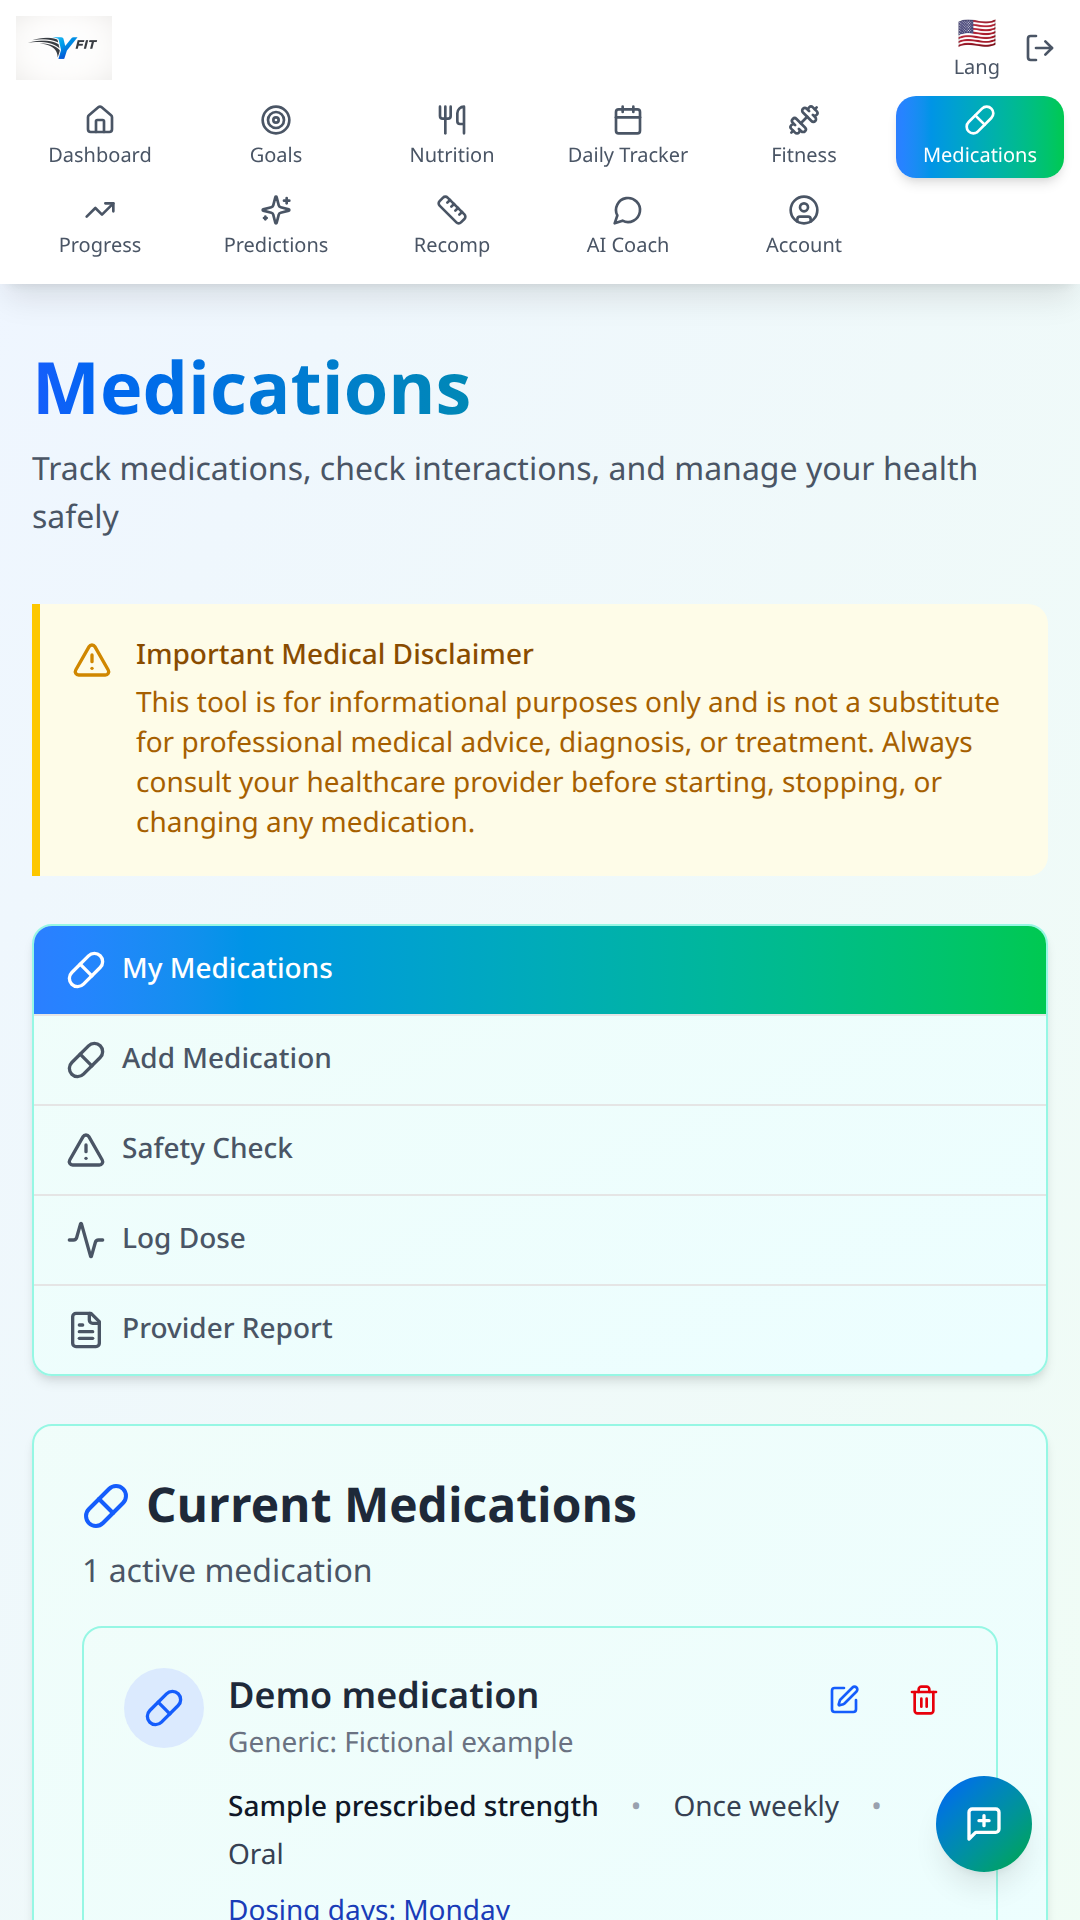 YFIT
Lang
Dashboard
Goals
Nutrition
Daily Tracker
Fitness
Medications
Progress
Predictions
Recomp
AI Coach
Account
Medications
Track medications, check interactions, and manage your health
safely
Important Medical Disclaimer
This tool is for informational purposes only and is not a substitute
for professional medical advice, diagnosis, or treatment. Always
consult your healthcare provider before starting, stopping, or
changing any medication.
My Medications
Add Medication
Safety Check
Log Dose
Provider Report
Current Medications
1 active medication
Demo medication
Generic: Fictional example
Sample prescribed strength • Once weekly •
Oral
Dosing days: Monday